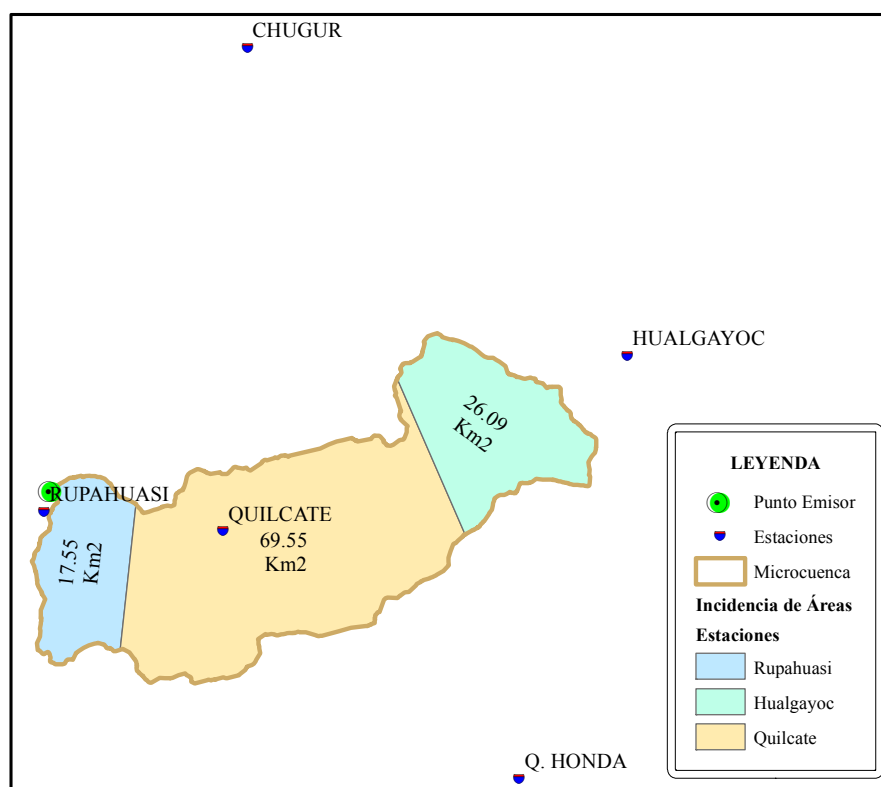 CHUGUR
HUALGAYOC
26.09
Km2
RUPAHUASI
QUILCATE
69.55
Km2
17.55
Km2
Q. HONDA
LEYENDA
Punto Emisor
Estaciones
Microcuenca
Incidencia de Áreas
Estaciones
Rupahuasi
Hualgayoc
Quilcate